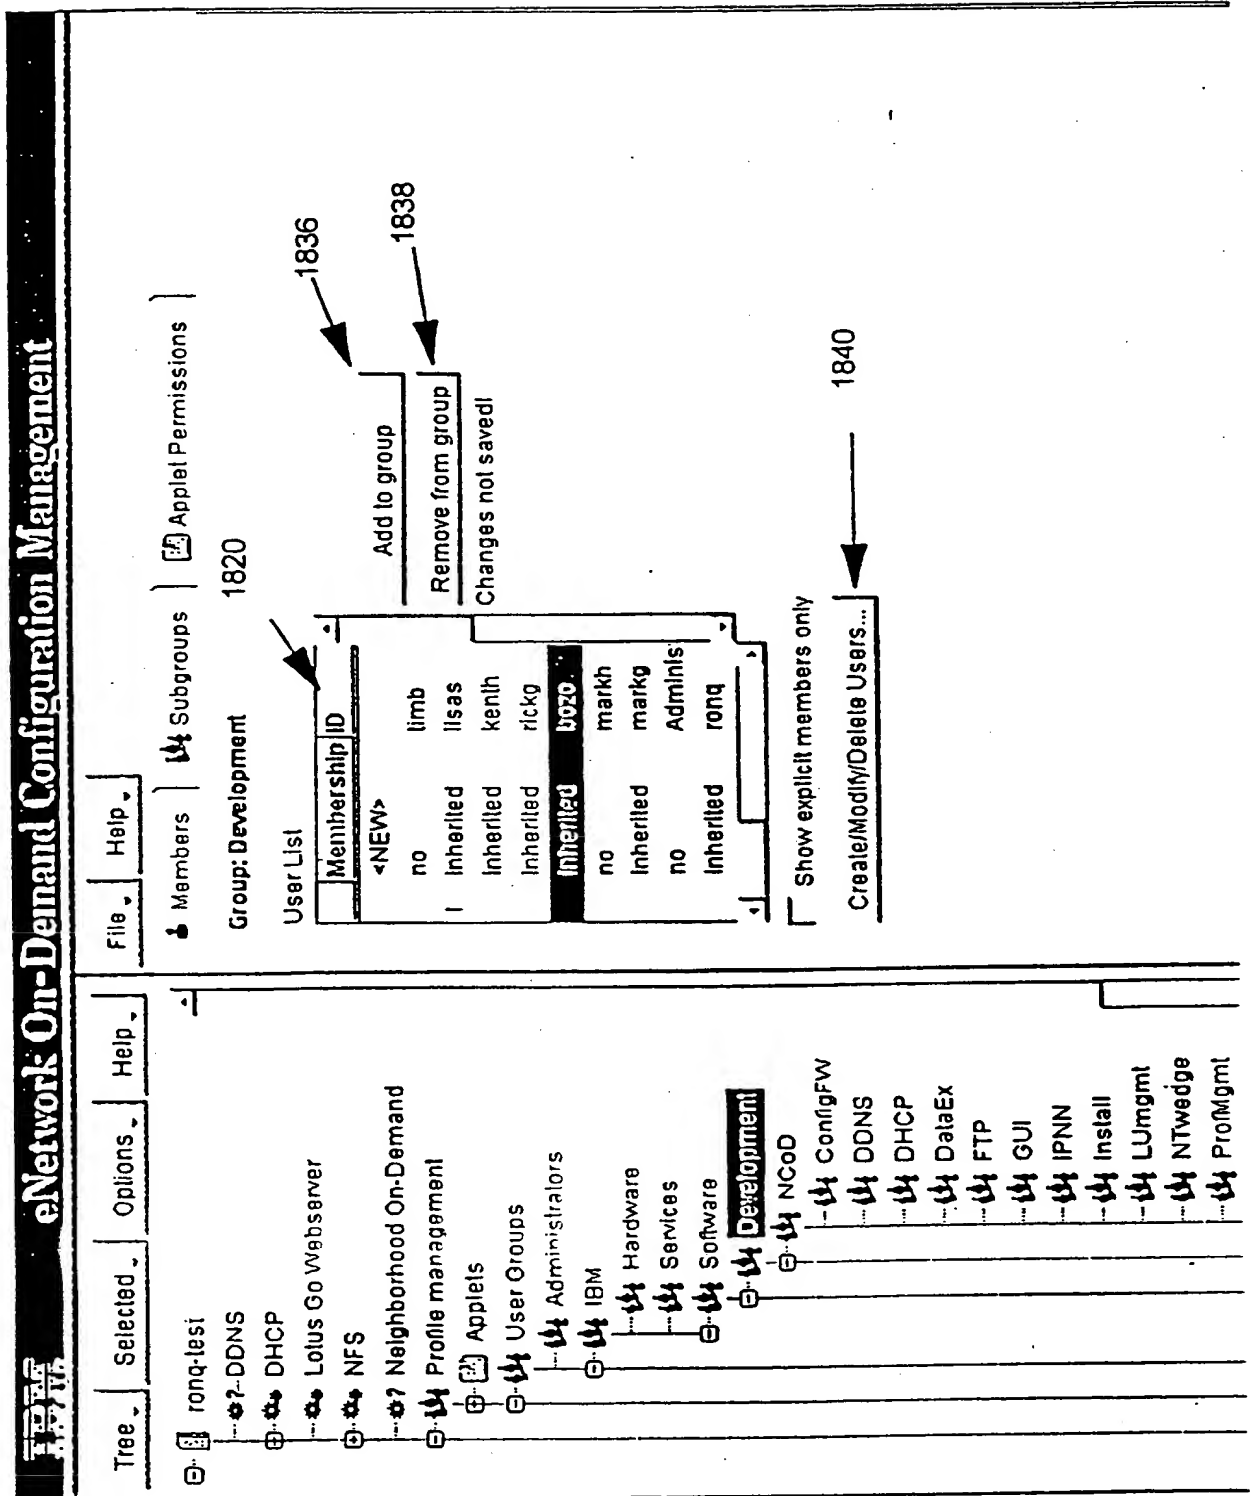 IBM
eNetwork On-Demand Configuration Management
Tree Selected Options Help
ronq-test
?DDNS
DHCP
Lotus Go Webserver
NFS
? Neighborhood On-Demand
Profile management
Applets
User Groups
Administrators
IBM
Hardware
Services
Software
Development
NCoD
ConfigFW
DDNS
DHCP
DataEx
FTP
GUI
IPNN
Install
LUmgmt
NTwedge
ProfMgmt
File Help
Members Subgroups Applet Permissions
Group: Development
1820
User List
Membership ID
<NEW>
no timb
Inherited lisas
Inherited kenth
Inherited rickg
Inherited bozo
no markh
Inherited markg
no Adminis
Inherited ronq
Add to group
1836
Remove from group
1838
Changes not saved!
Show explicit members only
Create/Modify/Delete Users...
1840